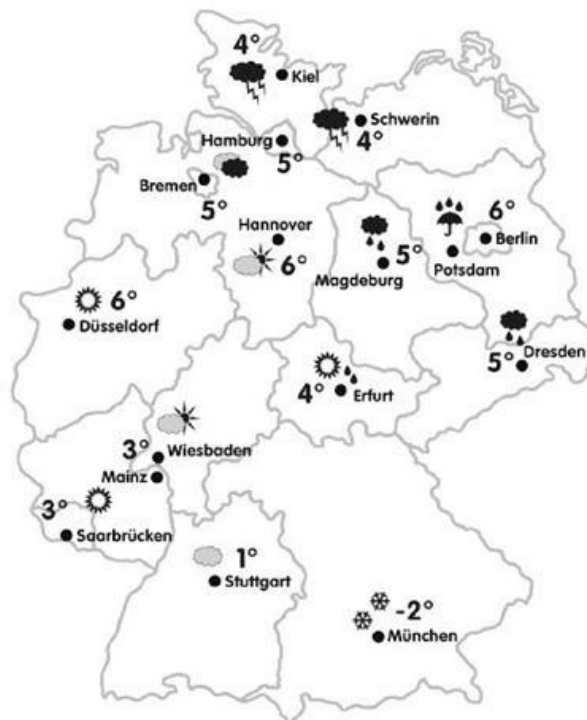 4°
Kiel
Schwerin
4°
Hamburg
5°
Bremen
5°
Hannover
6°
6°
Berlin
Potsdam
5°
Magdeburg
6°
Düsseldorf
Dresden
5°
4°
Erfurt
3°
Wiesbaden
Mainz
3°
Saarbrücken
1°
Stuttgart
-2°
München